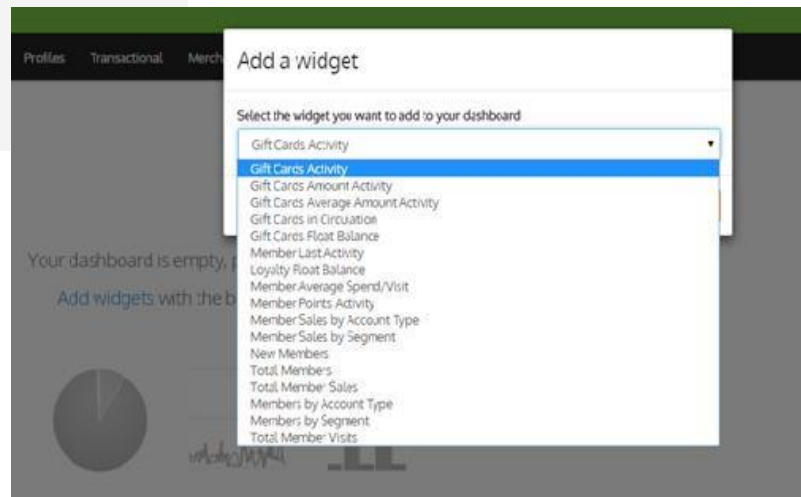 Profiles Transactional Merch
Add a widget
Select the widget you want to add to your dashboard
Gift Cards Activity
Gift Cards Activity
Gift Cards Amount Activity
Gift Cards Average Amount Activity
Gift Cards in Circulation
Gift Cards Float Balance
Member Last Activity
Loyalty Float Balance
Member Average Spend/Visit
Member Points Activity
Member Sales by Account Type
Member Sales by Segment
New Members
Total Members
Total Member Sales
Members by Account Type
Members by Segment
Total Member Visits
Your dashboard is empty, p
Add widgets with the b